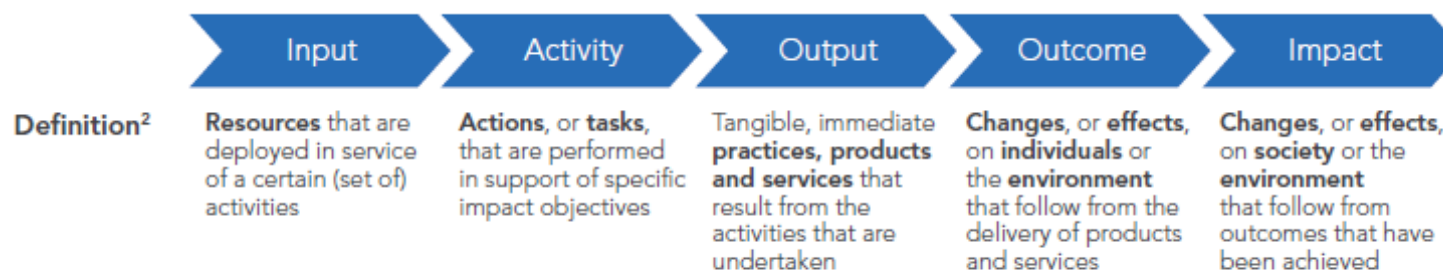 Input
Activity
Output
Outcome
Impact
Definition²
Resources that are
deployed in service
of a certain (set of)
activities
Actions, or tasks,
that are performed
in support of specific
impact objectives
Tangible, immediate
practices, products
and services that
result from the
activities that are
undertaken
Changes, or effects,
on individuals or
the environment
that follow from the
delivery of products
and services
Changes, or effects,
on society or the
environment
that follow from
outcomes that have
been achieved